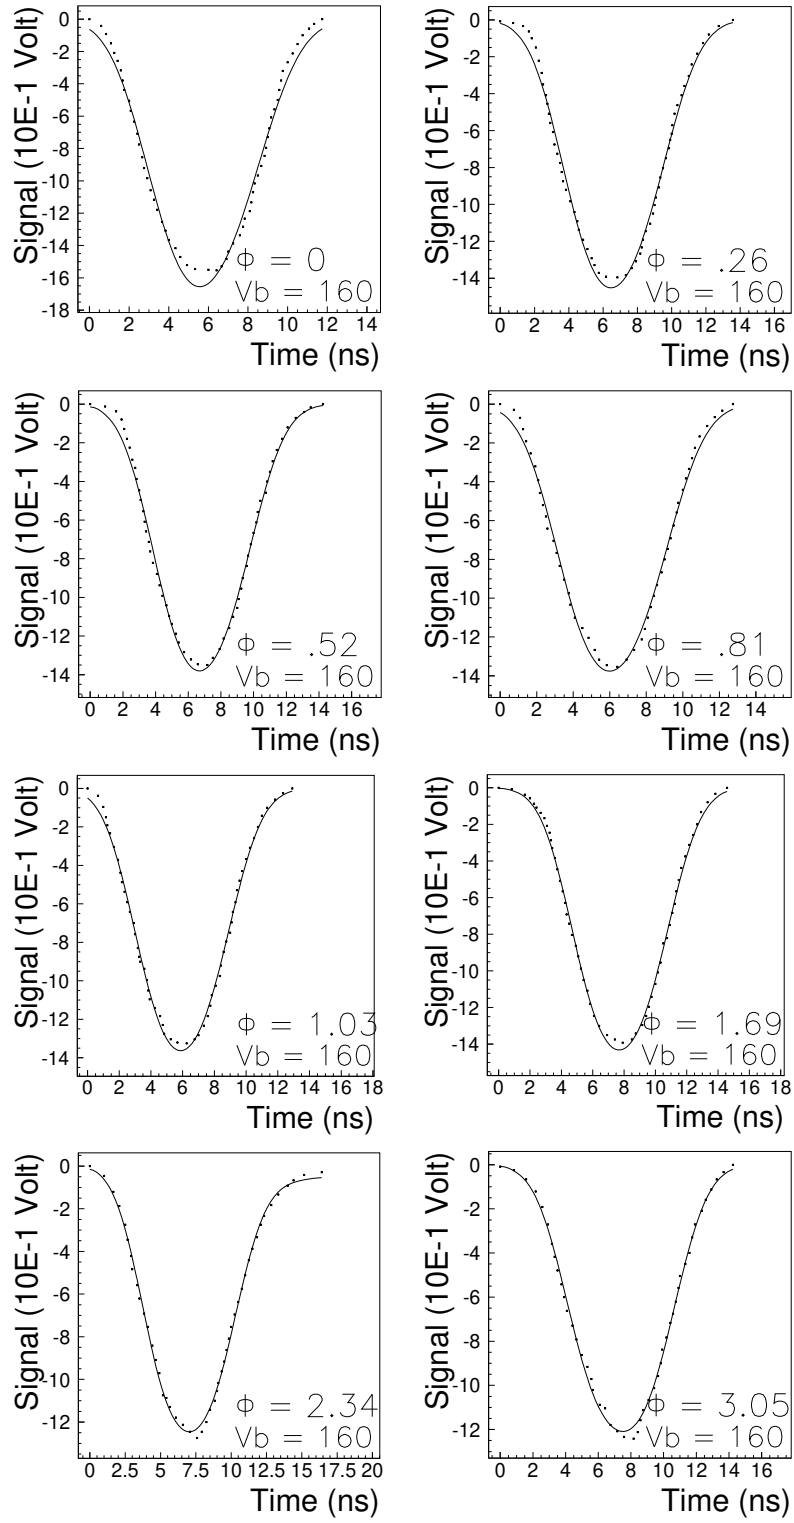 Signal (10E-1 Volt)
0
-2
-4
-6
-8
-10
-12
-14
-16
-18
Φ = 0
Vb = 160
0 2 4 6 8 10 12 14
Time (ns)
Signal (10E-1 Volt)
0
-2
-4
-6
-8
-10
-12
-14
Φ = .26
Vb = 160
0 2 4 6 8 10 12 14 16
Time (ns)
Signal (10E-1 Volt)
0
-2
-4
-6
-8
-10
-12
-14
Φ = .52
Vb = 160
0 2 4 6 8 10 12 14 16
Time (ns)
Signal (10E-1 Volt)
0
-2
-4
-6
-8
-10
-12
-14
Φ = .81
Vb = 160
0 2 4 6 8 10 12 14
Time (ns)
Signal (10E-1 Volt)
0
-2
-4
-6
-8
-10
-12
-14
Φ = 1.03
Vb = 160
0 2 4 6 8 10 12 14 16 18
Time (ns)
Signal (10E-1 Volt)
0
-2
-4
-6
-8
-10
-12
-14
Φ = 1.69
Vb = 160
0 2 4 6 8 10 12 14 16 18
Time (ns)
Signal (10E-1 Volt)
0
-2
-4
-6
-8
-10
-12
Φ = 2.34
Vb = 160
0 2.5 5 7.5 10 12.5 15 17.5 20
Time (ns)
Signal (10E-1 Volt)
0
-2
-4
-6
-8
-10
-12
Φ = 3.05
Vb = 160
0 2 4 6 8 10 12 14 16
Time (ns)